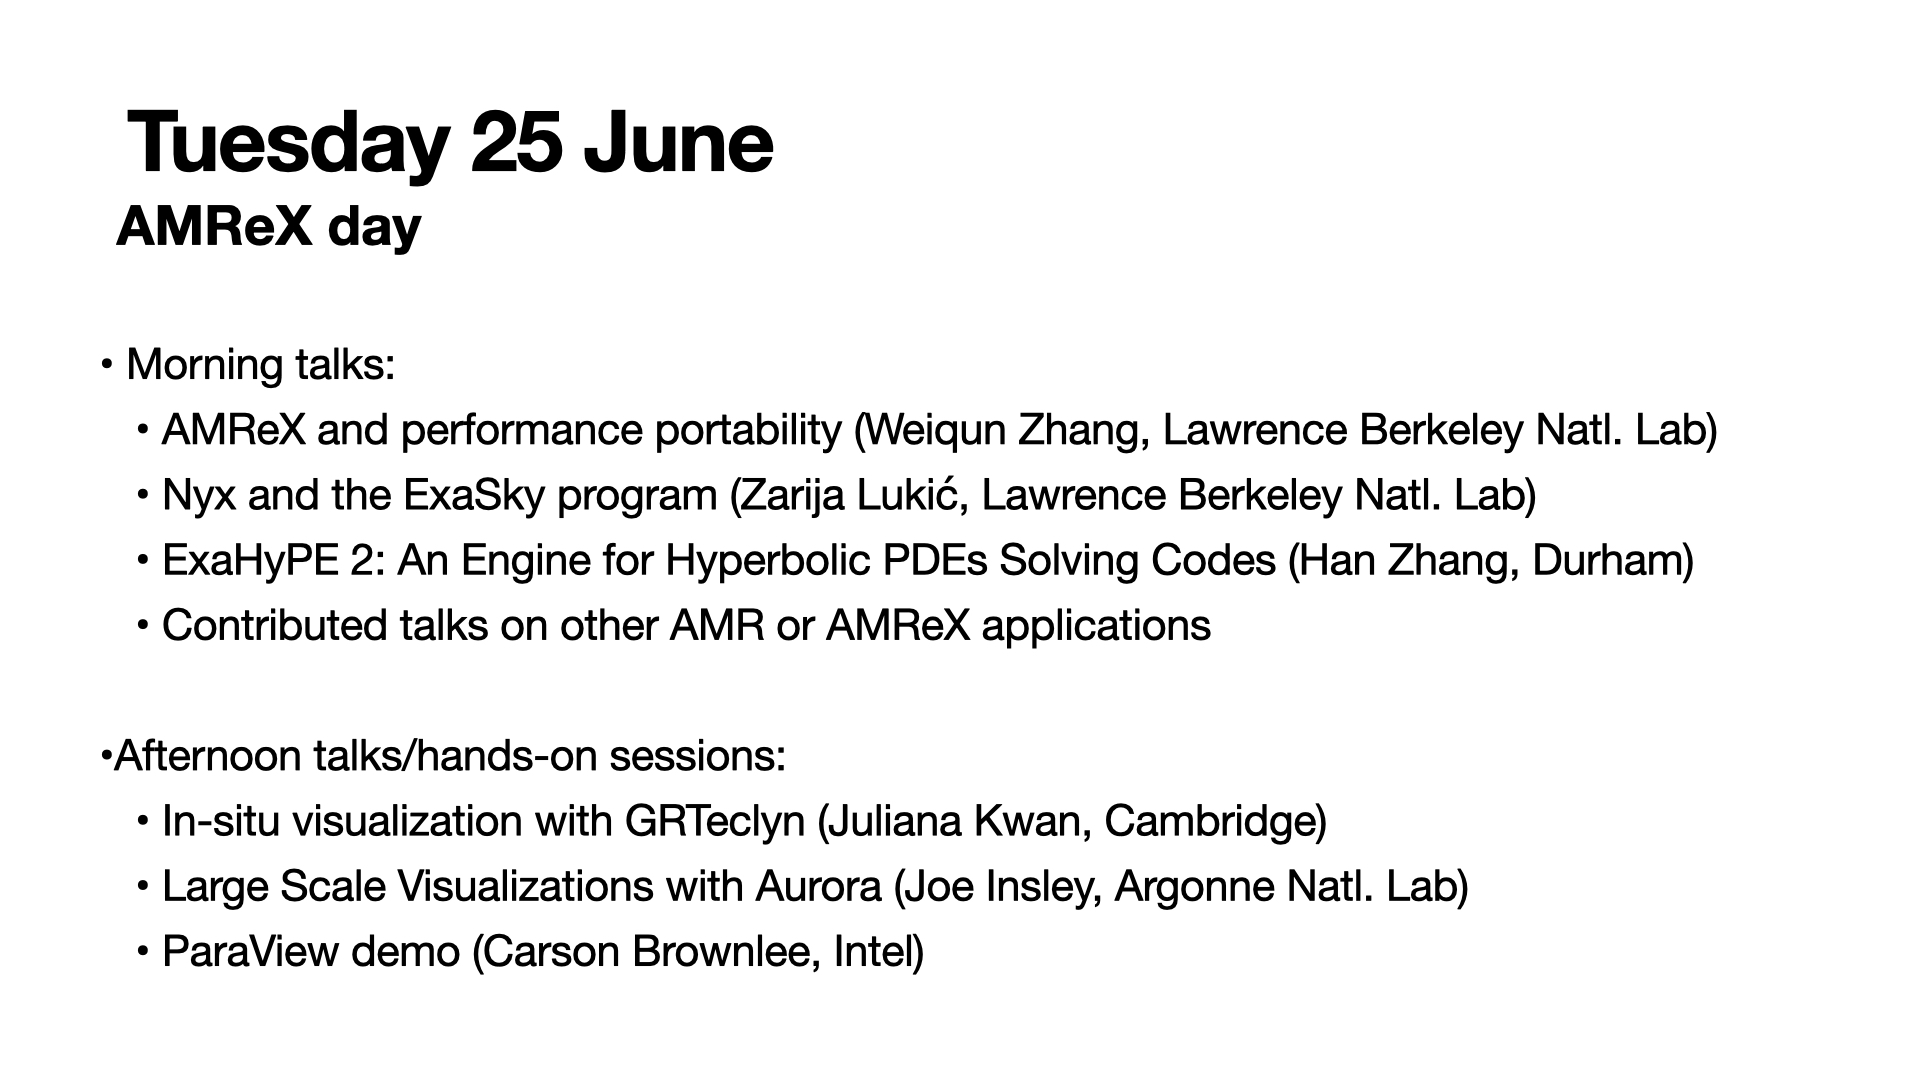 Tuesday 25 June
AMReX day
• Morning talks:
• AMReX and performance portability (Weiqun Zhang, Lawrence Berkeley Natl. Lab)
• Nyx and the ExaSky program (Zarija Lukić, Lawrence Berkeley Natl. Lab)
• ExaHyPE 2: An Engine for Hyperbolic PDEs Solving Codes (Han Zhang, Durham)
• Contributed talks on other AMR or AMReX applications
•Afternoon talks/hands-on sessions:
• In-situ visualization with GRTeclyn (Juliana Kwan, Cambridge)
• Large Scale Visualizations with Aurora (Joe Insley, Argonne Natl. Lab)
• ParaView demo (Carson Brownlee, Intel)